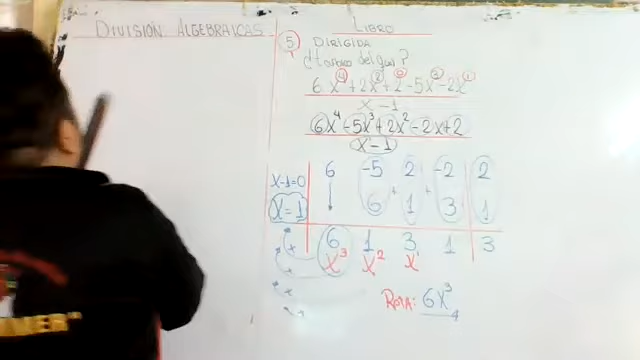 DIVISIÓN ALGEBRAICAS
LIBRO
5 DIRIGIDA
6x⁴+2x²+2-5x³-2x
x-1
6x⁴-5x³+2x²-2x+2
x-1
6 -5 2 -2 2
x-1=0
x=1 6 1 3 1
6 1 3 1 3
x³ x² x
RPTA: 6x³